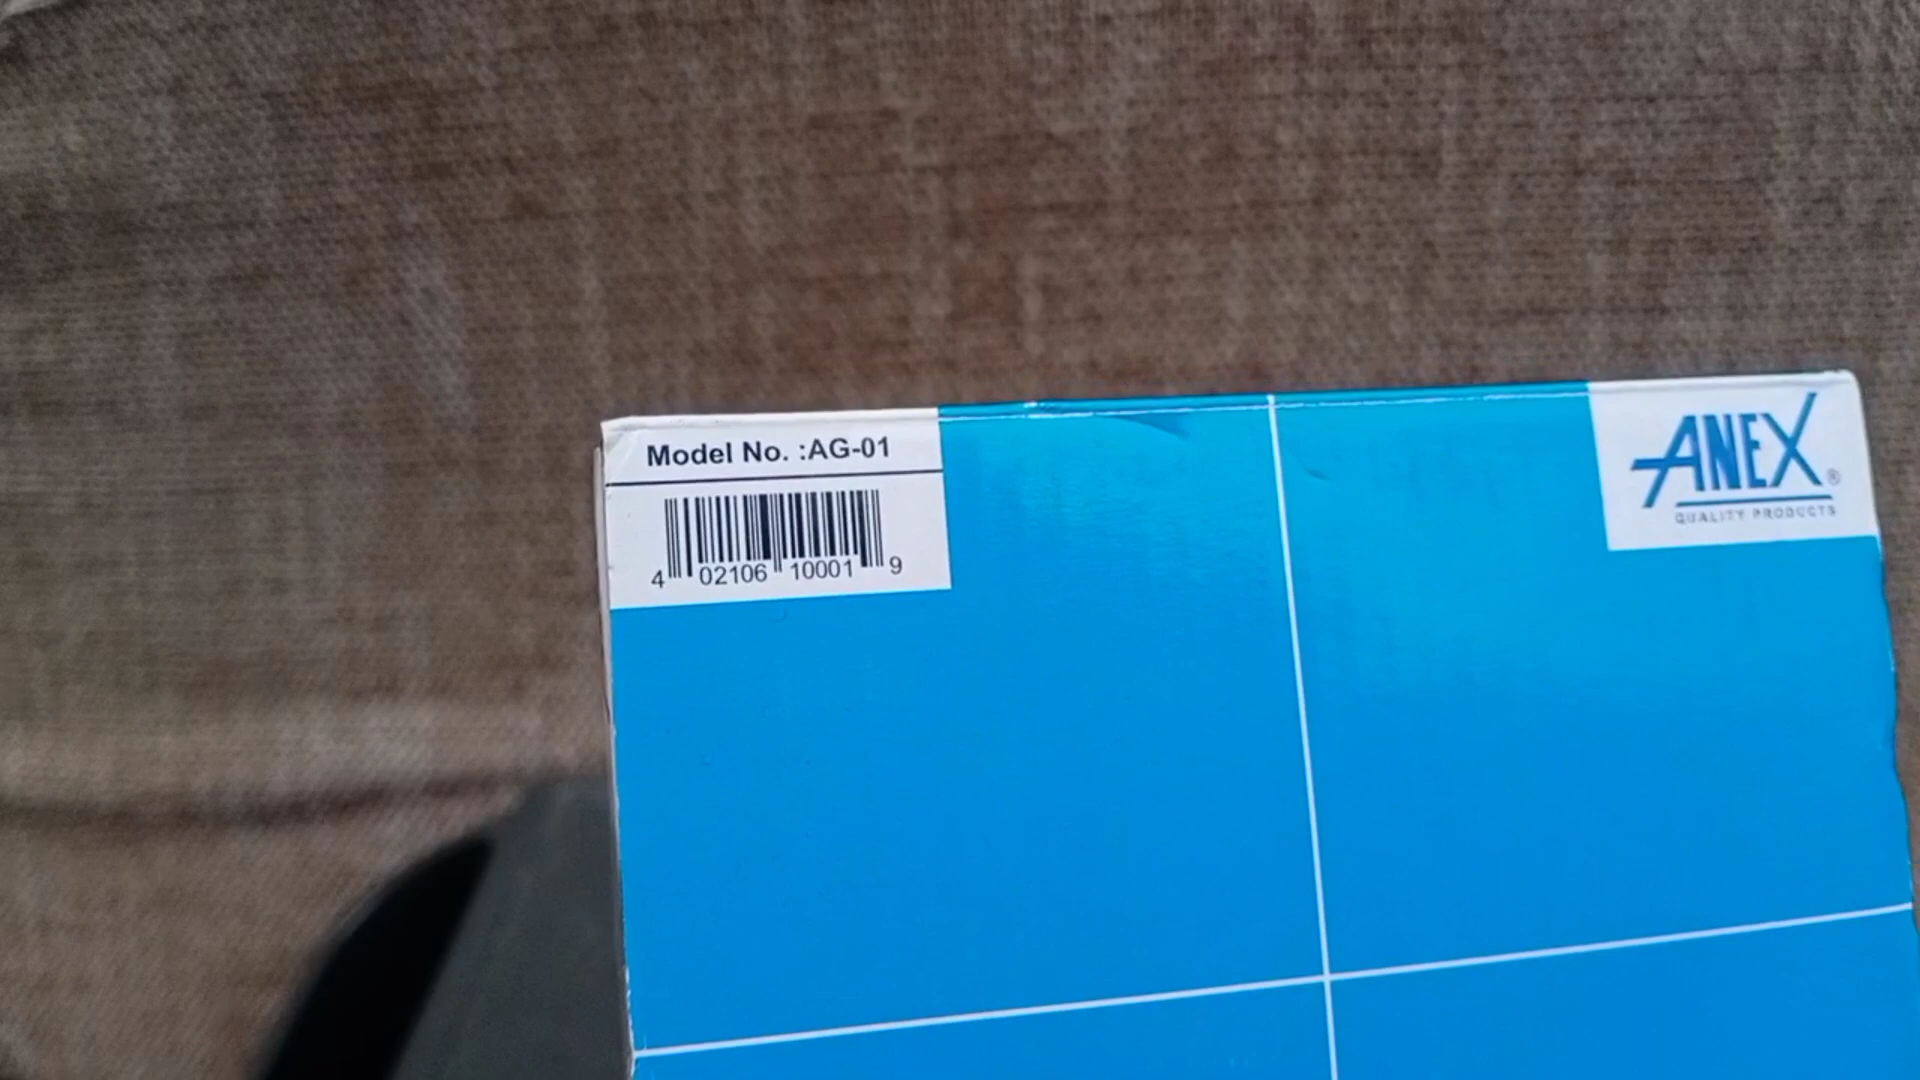 Model No. :AG-01
4 02106 10001 9
ANEX®
QUALITY PRODUCTS